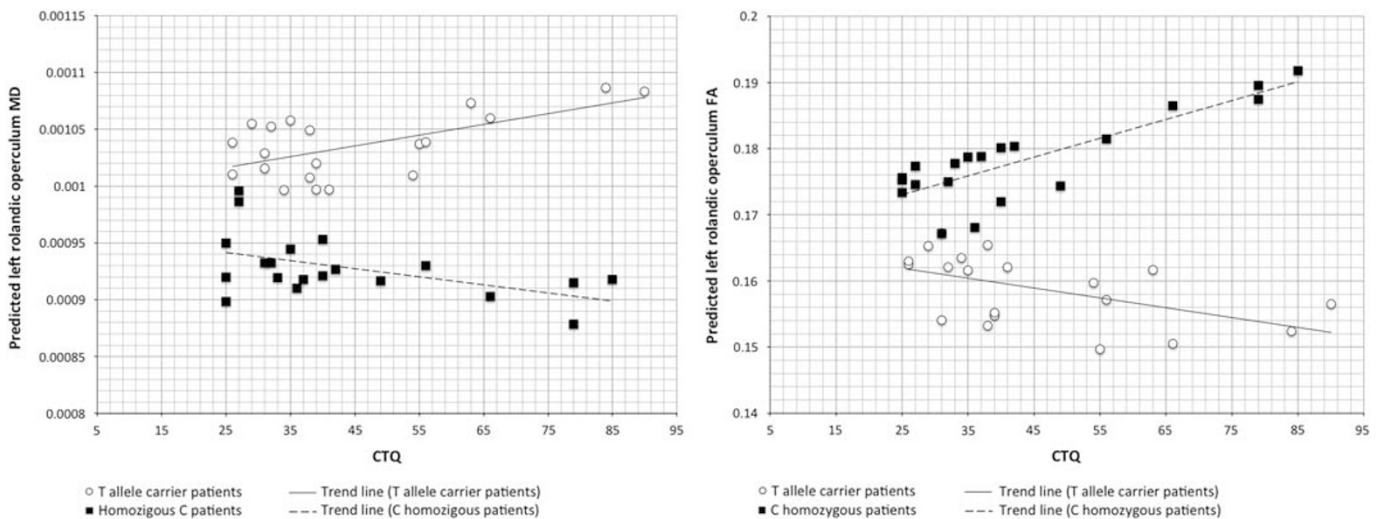 0.00115
0.0011
0.00105
0.001
0.00095
0.0009
0.00085
0.0008
Predicted left rolandic operculum MD
5 15 25 35 45 55 65 75 85 95
CTQ
T allele carrier patients Trend line (T allele carrier patients)
Homozigous C patients Trend line (C homozigous patients)
0.2
0.19
0.18
0.17
0.16
0.15
0.14
Predicted left rolandic operculum FA
5 15 25 35 45 55 65 75 85 95
CTQ
T allele carrier patients Trend line (T allele carrier patients)
C homozygous patients Trend line (C homozygous patients)